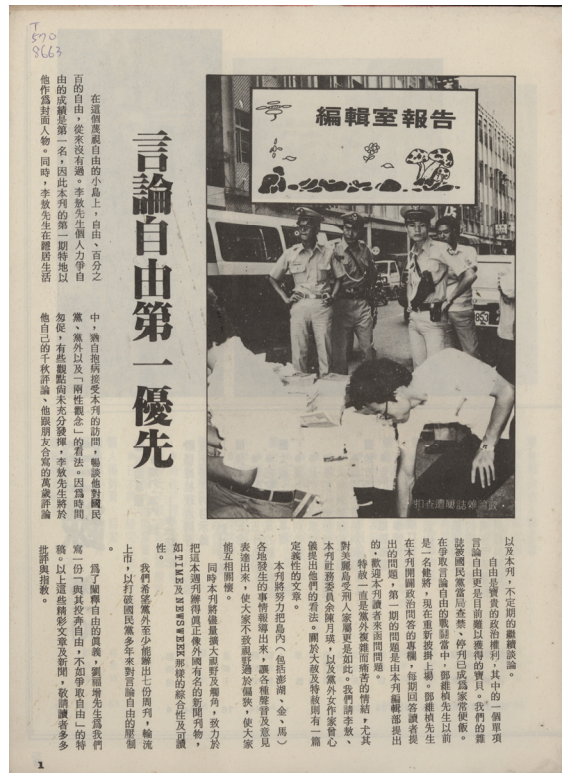 T
570
8663
編輯室報告
言論自由第一優先
在這個蔑視自由的小島上,自由、百分之
百的自由,從來沒有過。李敖先生個人力爭自
由的成績是第一名,因此本刊的第一期特地以
他作為封面人物。同時,李敖先生在隱居生活
中,猶自抱病接受本刊的訪問,暢談他對國民
黨、黨外以及「兩性觀念」的看法。因為時間
匆促,有些觀點尚未充分發揮,李敖先生將於
他自己的千秋評論、他跟朋友合寫的萬歲評論
以及本刊,不定期的繼續談論。
自由是寶貴的政治權利,其中的一個單項
言論自由更是目前難以獲得的寶貝。我們的雜
誌被國民黨當局查禁、停刊已成為家常便飯。
在爭取言論自由的戰鬪當中,鄧維楨先生以前
是一名健將,現在重新披掛上場。鄧維楨先生
在本刊開闢政治問答的專欄,每期回答讀者提
出的問題,第一期的問題是由本刊編輯部提出
的,歡迎本刊讀者來函問問題。
特赦一直是黨外複雜而痛苦的情結,尤其
對美麗島受刑人家屬更是如此。我們請李敖、
本刊社務委員余陳月瑛,以及黨外女作家曾心
儀提出他們的看法。關於大赦及特赦則有一篇
定義性的文章。
本刊將努力把島內(包括澎湖、金、馬)
各地發生的事情報導出來,讓各種聲音及意見
表達出來,使大家不致視野過於偏狹,使大家
能互相關懷。
同時本刊將儘量擴大視野及觸角,致力於
把這本週刊辦得眞正像外國有名的新聞刊物,
如TIME及NEWSWEEK那樣的綜合性及可讀
性。
我們希望黨外至少能辦出七份周刊,輪流
上市,以打破國民黨多年來對言論自由的壓制
。
為了闡釋自由的眞義,劉福增先生為我們
寫一份「與其投奔自由,不如爭取自由」的特
稿。以上這些精彩文章及新聞,敬請讀者多多
批評與指教。
1